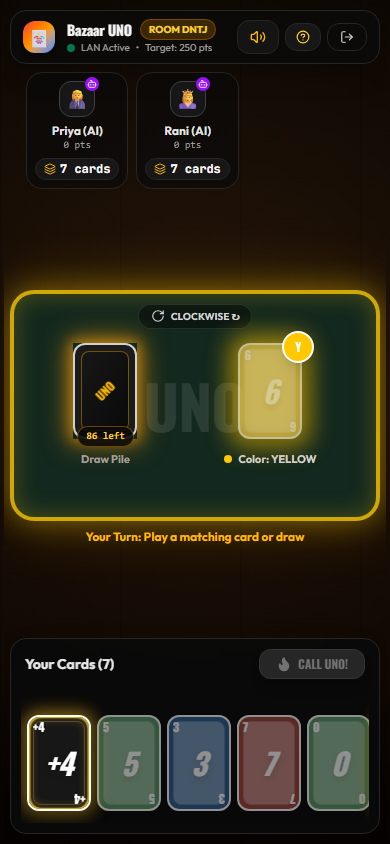 Bazaar UNO ROOM DNTJ
LAN Active • Target: 250 pts
Priya (AI)
0 pts
7 cards
Rani (AI)
0 pts
7 cards
CLOCKWISE ↻
UNO
UNO
86 left
Draw Pile
Y
6
6
6
Color: YELLOW
Your Turn: Play a matching card or draw
Your Cards (7)
CALL UNO!
+4
+4
+4
5
5
5
3
3
3
7
7
7
0
0
0